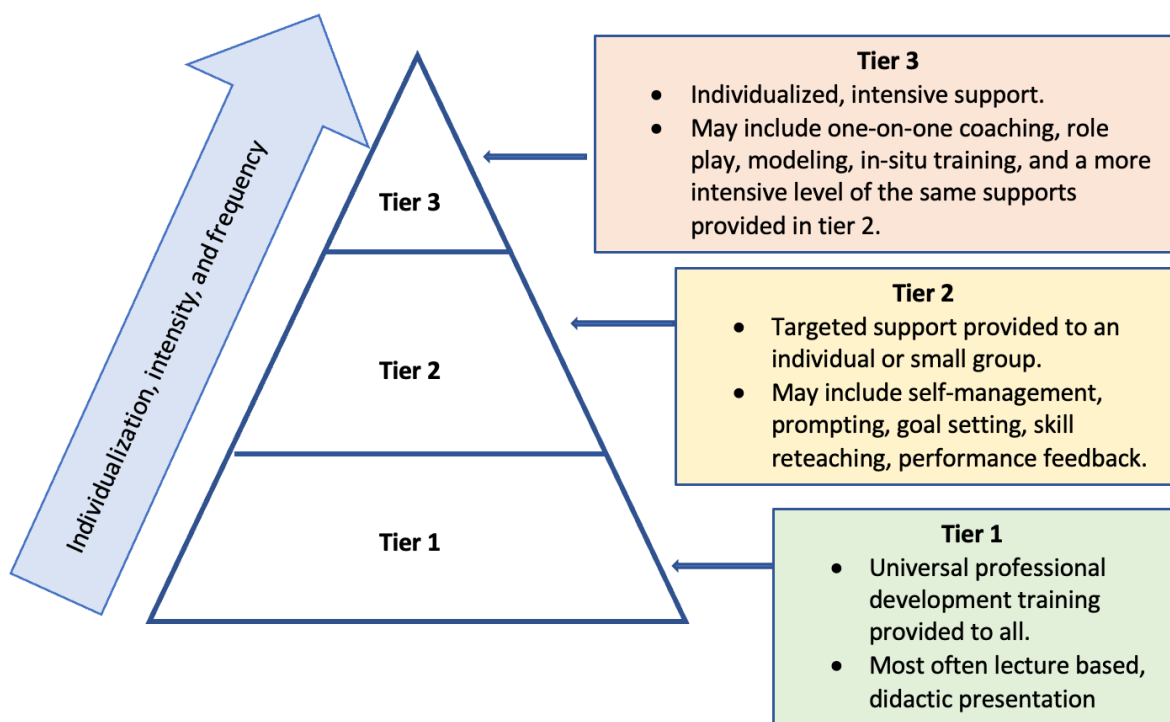 Individualization, intensity, and frequency
Tier 3
Tier 2
Tier 1
Tier 3
• Individualized, intensive support.
• May include one-on-one coaching, role
play, modeling, in-situ training, and a more
intensive level of the same supports
provided in tier 2.
Tier 2
• Targeted support provided to an
individual or small group.
• May include self-management,
prompting, goal setting, skill
reteaching, performance feedback.
Tier 1
• Universal professional
development training
provided to all.
• Most often lecture based,
didactic presentation